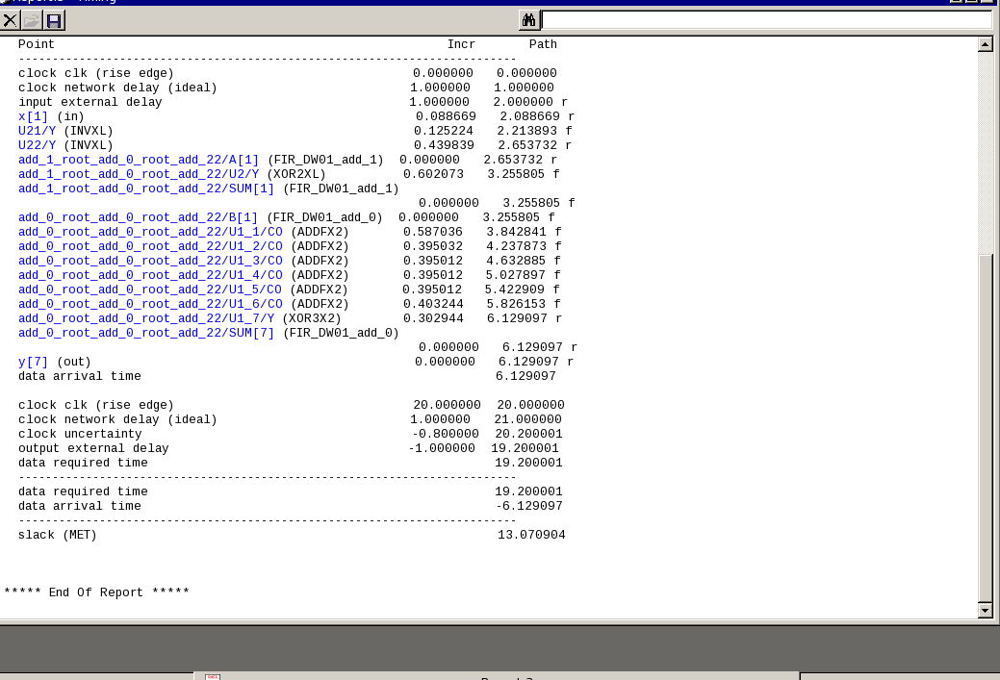 Point Incr Path
--------------------------------------------------------------------------
clock clk (rise edge) 0.000000 0.000000
clock network delay (ideal) 1.000000 1.000000
input external delay 1.000000 2.000000 r
x[1] (in) 0.088669 2.088669 r
U21/Y (INVXL) 0.125224 2.213893 f
U22/Y (INVXL) 0.439839 2.653732 r
add_1_root_add_0_root_add_22/A[1] (FIR_DW01_add_1) 0.000000 2.653732 r
add_1_root_add_0_root_add_22/U2/Y (XOR2XL) 0.602073 3.255805 f
add_1_root_add_0_root_add_22/SUM[1] (FIR_DW01_add_1)
0.000000 3.255805 f
add_0_root_add_0_root_add_22/B[1] (FIR_DW01_add_0) 0.000000 3.255805 f
add_0_root_add_0_root_add_22/U1_1/CO (ADDFX2) 0.587036 3.842841 f
add_0_root_add_0_root_add_22/U1_2/CO (ADDFX2) 0.395032 4.237873 f
add_0_root_add_0_root_add_22/U1_3/CO (ADDFX2) 0.395012 4.632885 f
add_0_root_add_0_root_add_22/U1_4/CO (ADDFX2) 0.395012 5.027897 f
add_0_root_add_0_root_add_22/U1_5/CO (ADDFX2) 0.395012 5.422909 f
add_0_root_add_0_root_add_22/U1_6/CO (ADDFX2) 0.403244 5.826153 f
add_0_root_add_0_root_add_22/U1_7/Y (XOR3X2) 0.302944 6.129097 r
add_0_root_add_0_root_add_22/SUM[7] (FIR_DW01_add_0)
0.000000 6.129097 r
y[7] (out) 0.000000 6.129097 r
data arrival time 6.129097
clock clk (rise edge) 20.000000 20.000000
clock network delay (ideal) 1.000000 21.000000
clock uncertainty -0.800000 20.200001
output external delay -1.000000 19.200001
data required time 19.200001
--------------------------------------------------------------------------
data required time 19.200001
data arrival time -6.129097
--------------------------------------------------------------------------
slack (MET) 13.070904
***** End Of Report *****